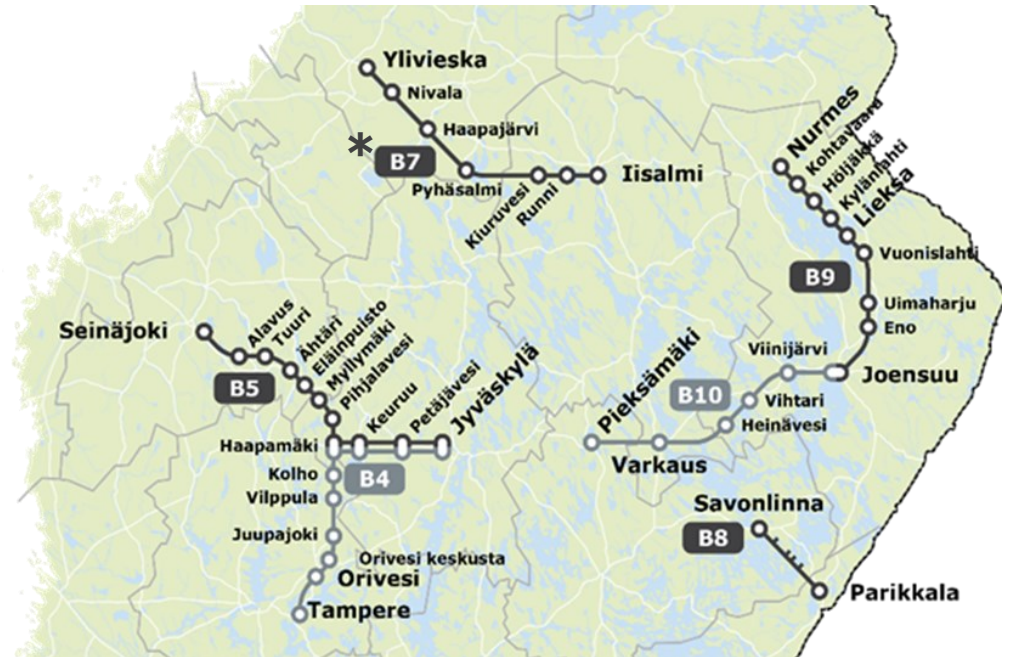 Ylivieska
Nivala
Haapajärvi
*
B7
Pyhäsalmi
Kiuruvesi
Runni
Iisalmi
Nurmes
Kohtavaara
Höljäkkä
Kylänlahti
Lieksa
Vuonislahti
B9
Uimaharju
Eno
Joensuu
Seinäjoki
Alavus
Tuuri
Ähtäri
Eläinpuisto
Myllymäki
Pihjalavesi
B5
Keuruu
Petäjävesi
Jyväskylä
Haapamäki
B4
Kolho
Vilppula
Juupajoki
Orivesi keskusta
Orivesi
Tampere
Viinijärvi
B10
Vihtari
Heinävesi
Pieksämäki
Varkaus
Savonlinna
B8
Parikkala